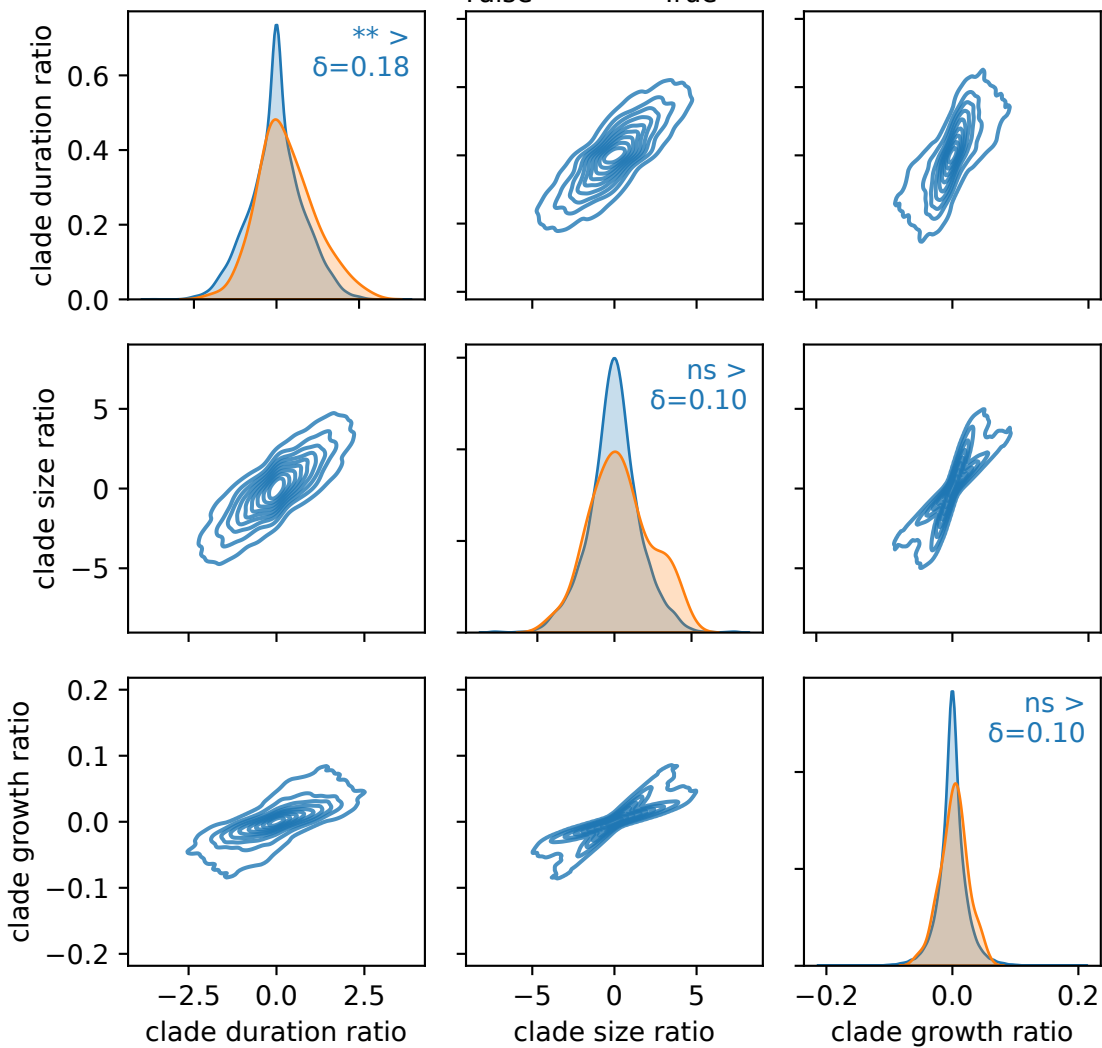 False True
clade duration ratio
0.6
0.4
0.2
0.0
** >
δ=0.18
clade size ratio
5
0
−5
ns >
δ=0.10
clade growth ratio
0.2
0.1
0.0
−0.1
−0.2
ns >
δ=0.10
−2.5 0.0 2.5
−5 0 5
−0.2 0.0 0.2
clade duration ratio
clade size ratio
clade growth ratio